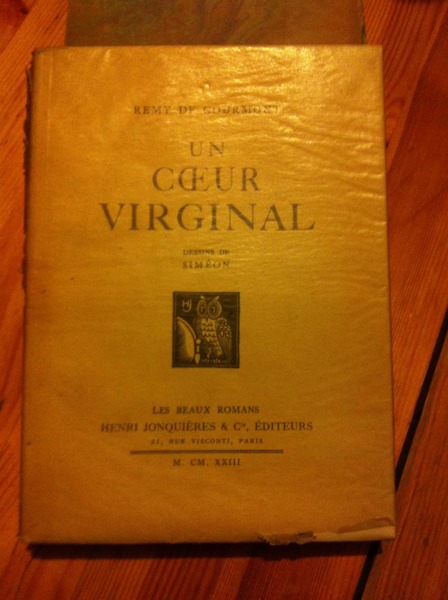 REMY DE GOURMONT
UN
CŒUR
VIRGINAL
DESSINS DE
SIMÉON
HJ
LES BEAUX ROMANS
HENRI JONQUIÈRES & Cie, ÉDITEURS
21, RUE VISCONTI, PARIS
M. CM. XXIII